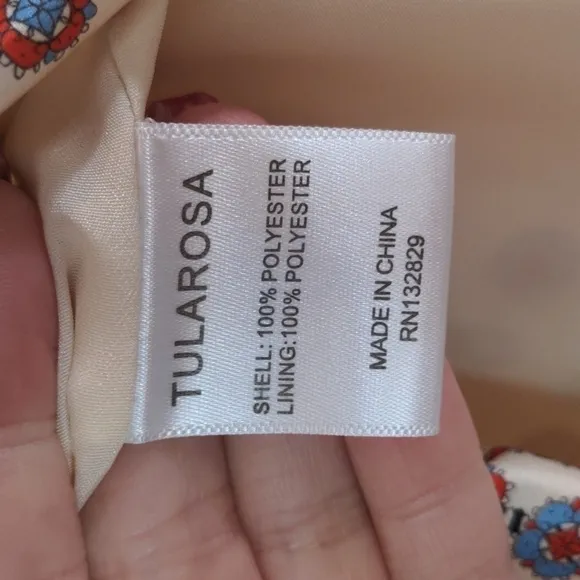 TULAROSA
SHELL: 100% POLYESTER
LINING:100% POLYESTER
MADE IN CHINA
RN132829